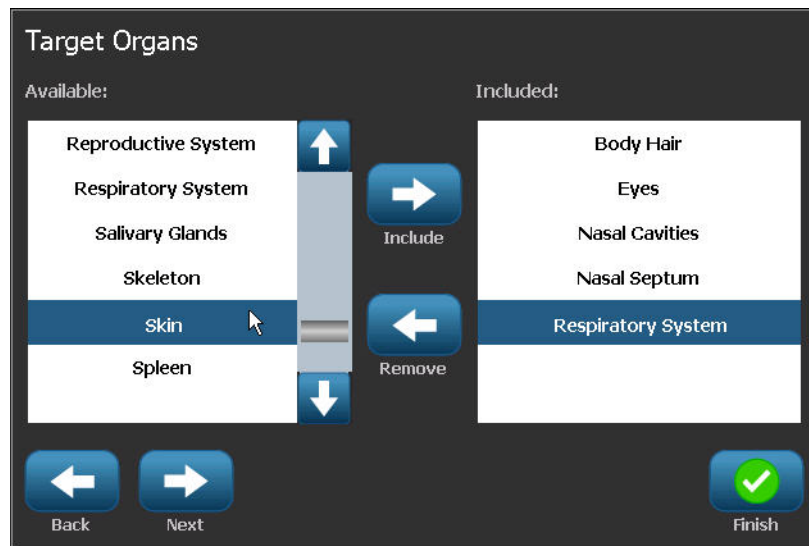 Target Organs
Available:
Included:
Reproductive System
Respiratory System
Salivary Glands
Skeleton
Skin
Spleen
Include
Remove
Body Hair
Eyes
Nasal Cavities
Nasal Septum
Respiratory System
Back
Next
Finish